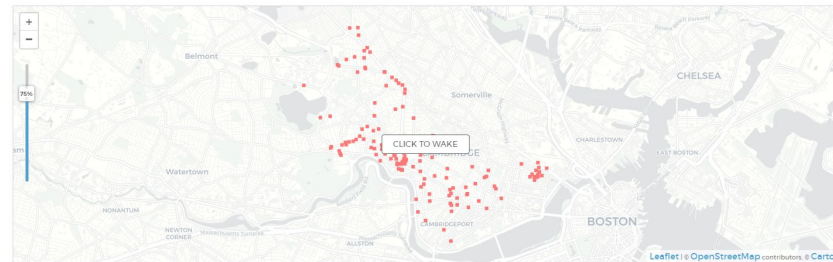 +
−
75%
Belmont
CHELSEA
Somerville
CLICK TO WAKE
CHARLESTOWN
EAST BOSTON
Watertown
NONANTUM
NEWTON
CORNER
CAMBRIDGEPORT
BOSTON
ALLSTON
Leaflet | © OpenStreetMap contributors, © Carto